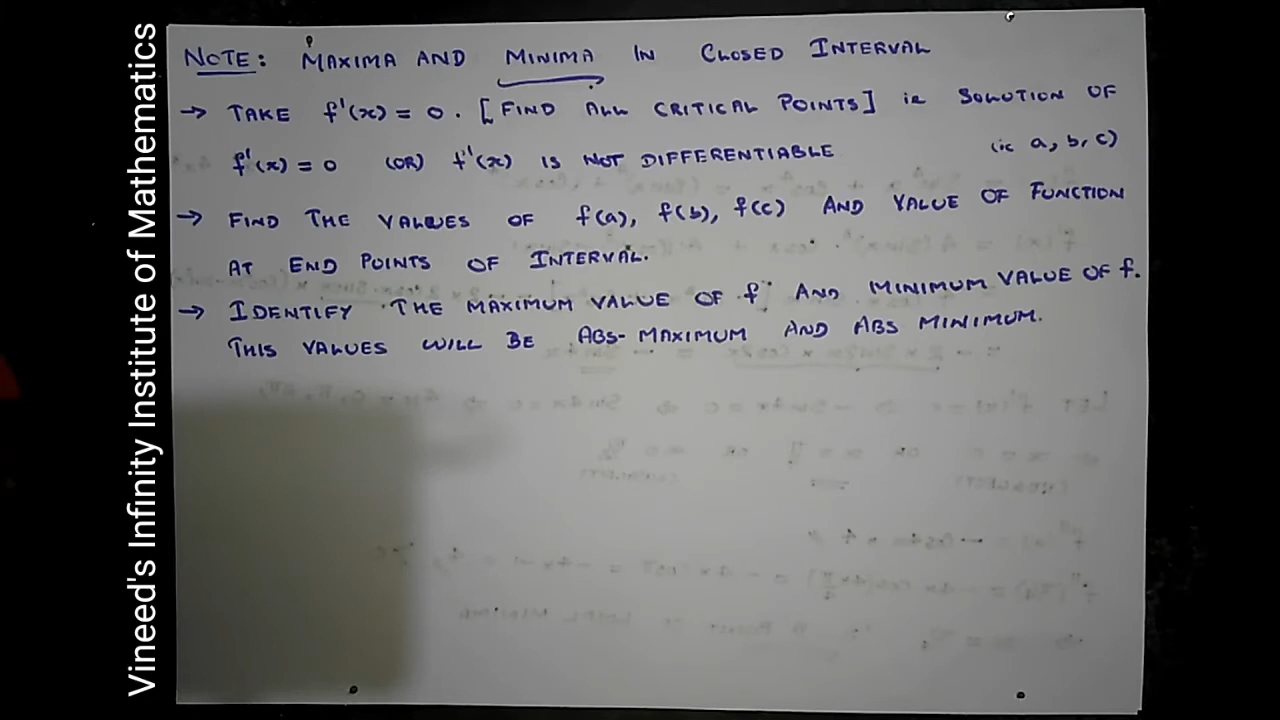 Vineed's Infinity Institute of Mathematics
NOTE: MAXIMA AND MINIMA IN CLOSED INTERVAL
→ TAKE f'(x) = 0. [FIND ALL CRITICAL POINTS] ie SOLUTION OF
f'(x) = 0 (OR) f'(x) IS NOT DIFFERENTIABLE (ie a, b, c)
→ FIND THE VALUES OF f(a), f(b), f(c) AND VALUE OF FUNCTION
AT END POINTS OF INTERVAL.
→ IDENTIFY THE MAXIMUM VALUE OF f AND MINIMUM VALUE OF f.
THIS VALUES WILL BE ABS-MAXIMUM AND ABS MINIMUM.